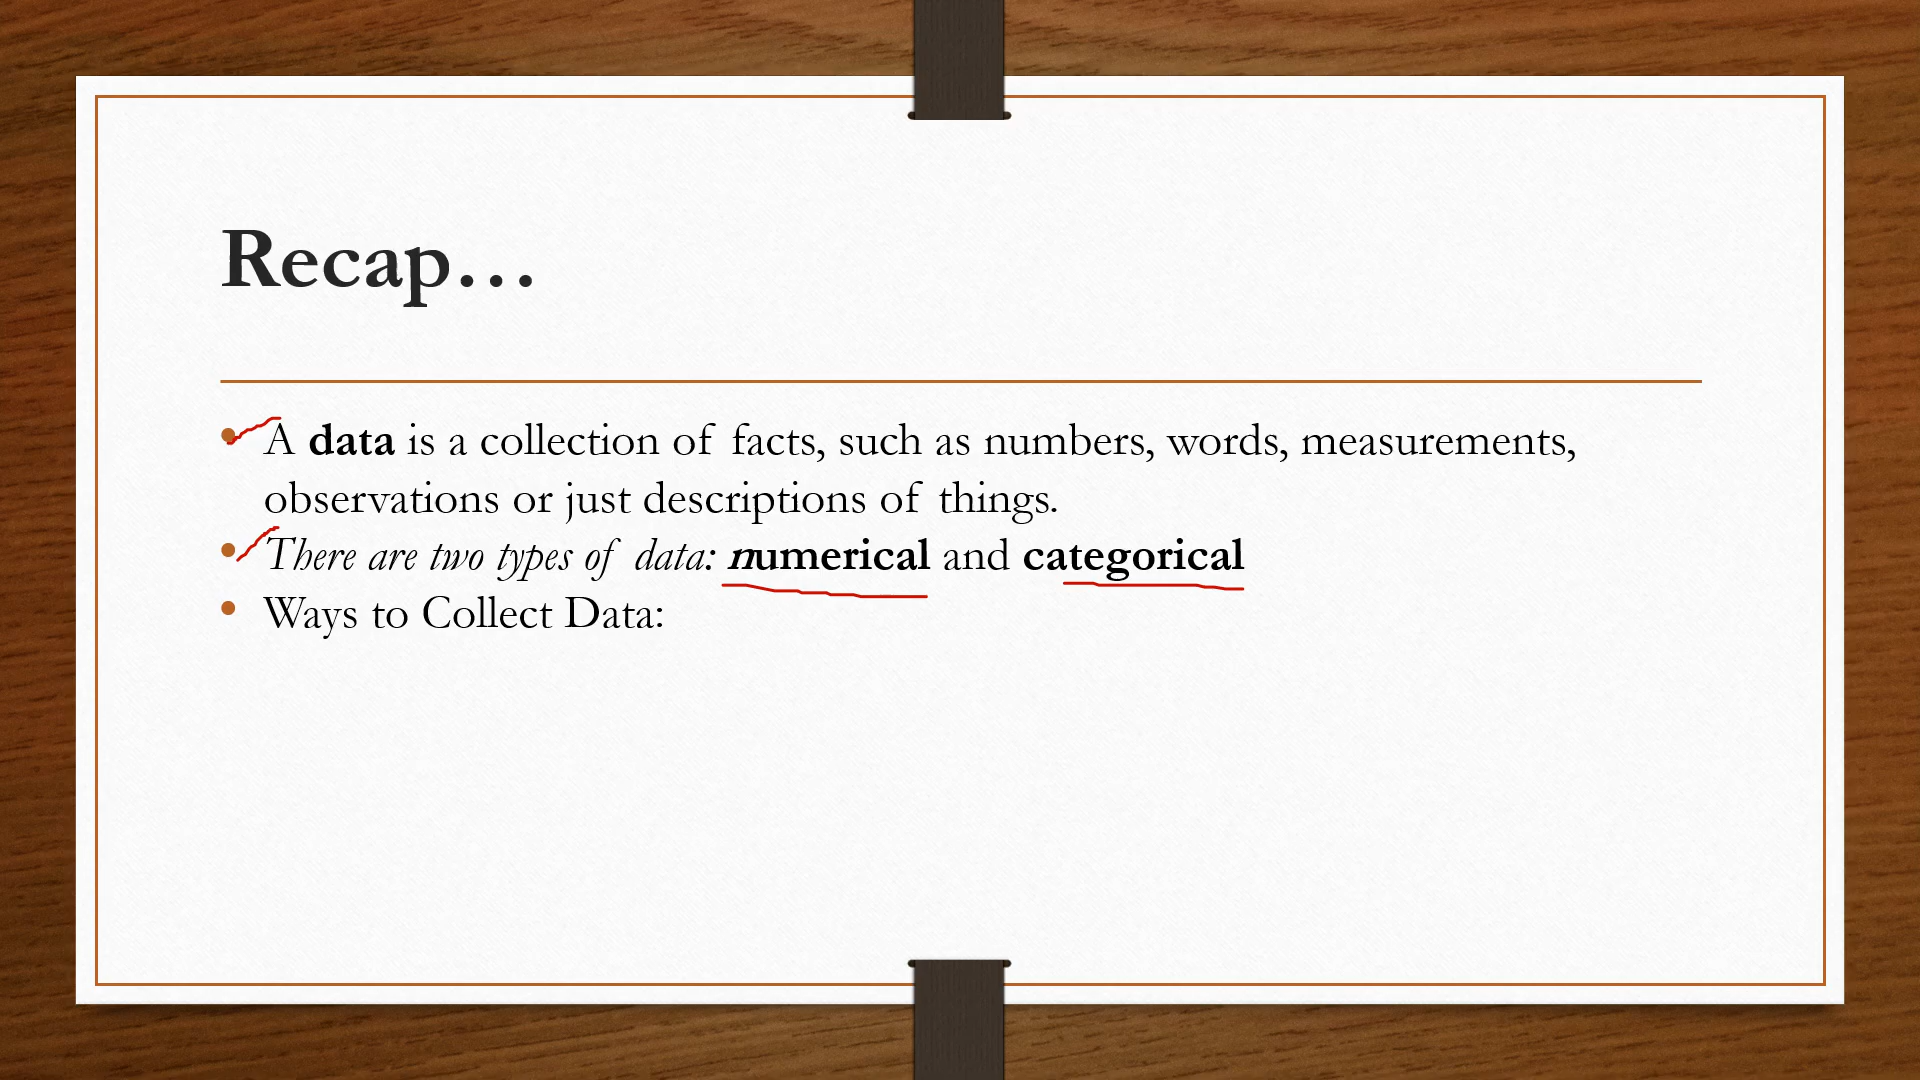 Recap…
A data is a collection of facts, such as numbers, words, measurements,
observations or just descriptions of things.
There are two types of data: numerical and categorical
Ways to Collect Data: